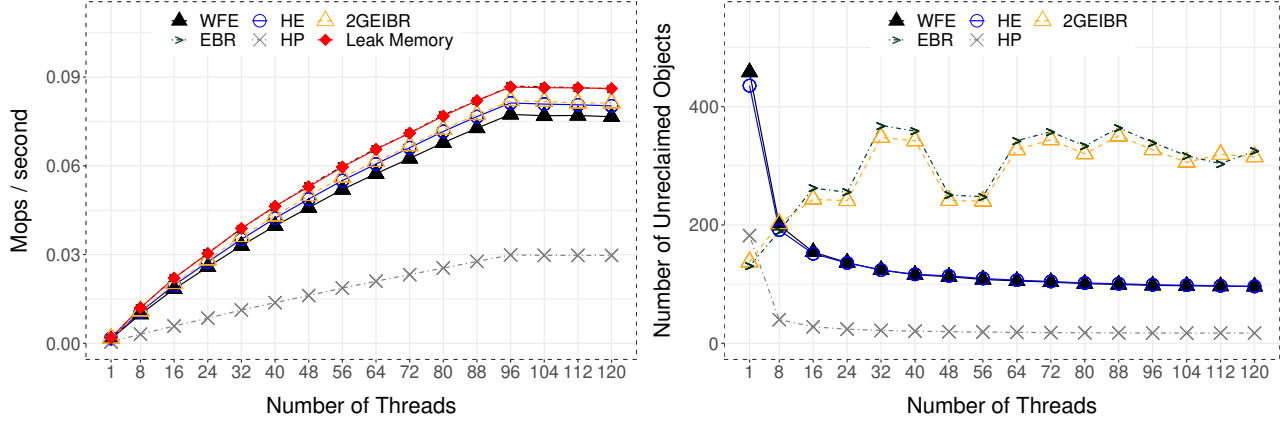 WFE HE 2GEIBR
EBR HP Leak Memory
Mops / second
0.09
0.06
0.03
0.00
1 8 16 24 32 40 48 56 64 72 80 88 96 104 112 120
Number of Threads
WFE HE 2GEIBR
EBR HP
Number of Unreclaimed Objects
400
200
0
1 8 16 24 32 40 48 56 64 72 80 88 96 104 112 120
Number of Threads